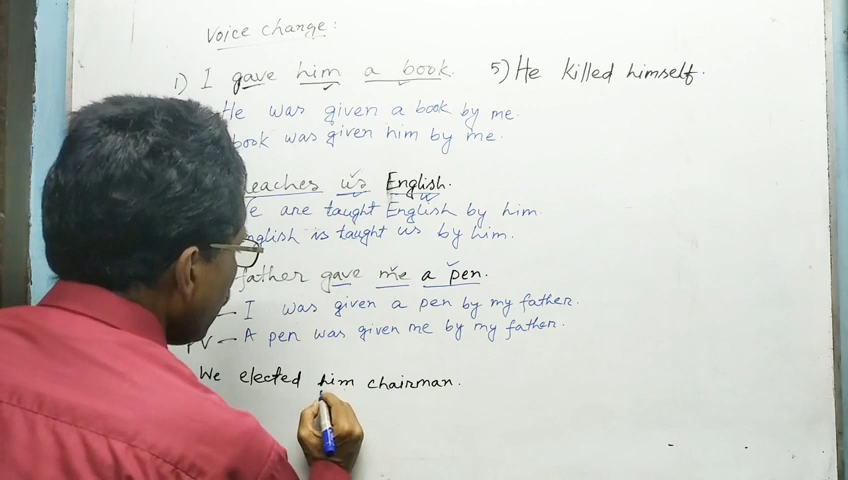 Voice change:
1) I gave him a book. 5) He killed himself.
He was given a book by me.
book was given him by me.
teaches us English.
We are taught English by him.
English is taught us by him.
father gave me a pen.
I was given a pen by my father.
PV - A pen was given me by my father.
We elected him chairman.